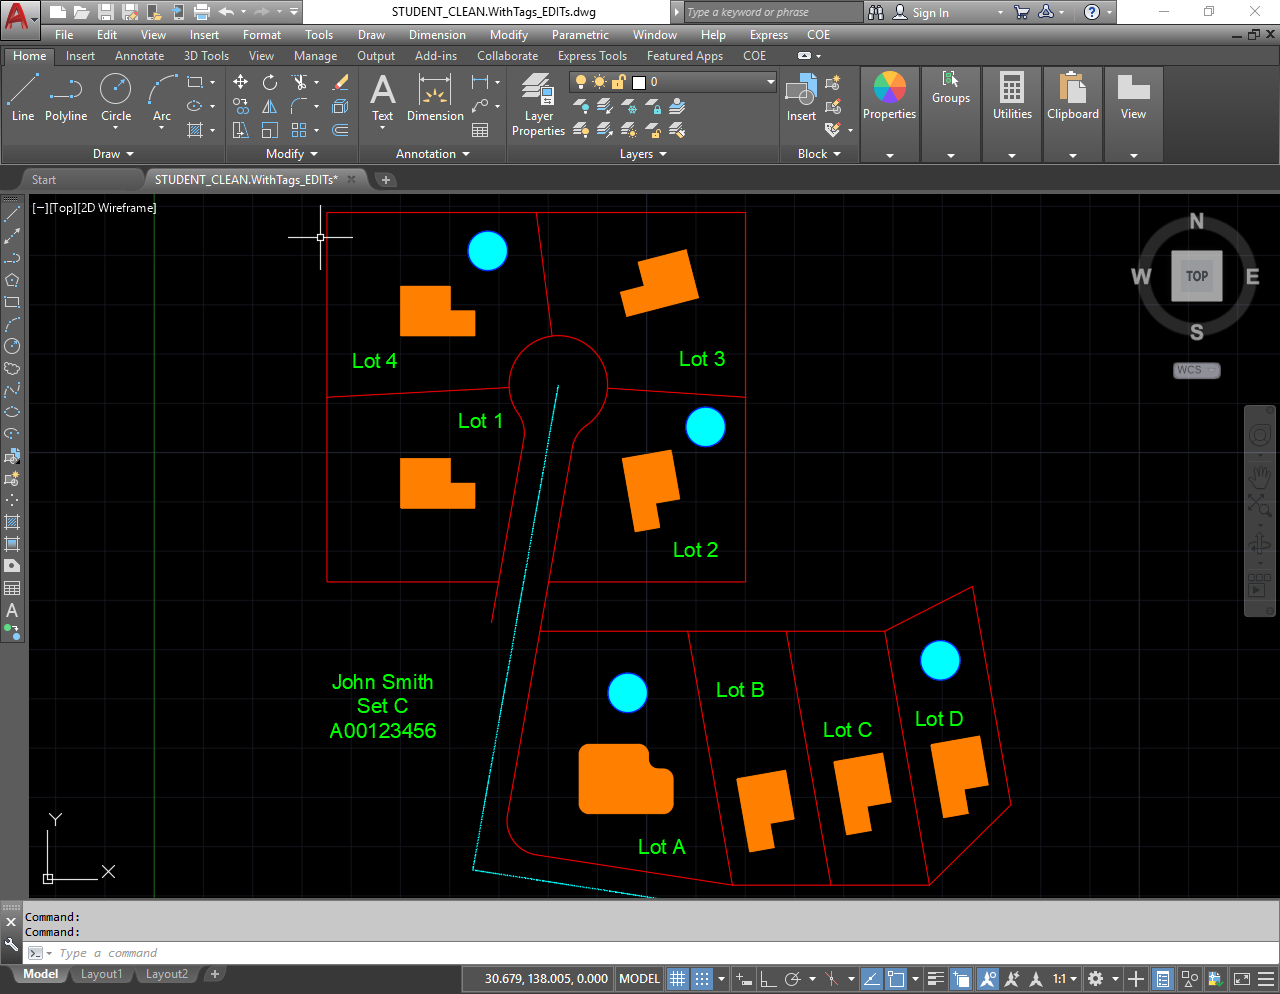 STUDENT_CLEAN.WithTags_EDITs.dwg
Type a keyword or phrase
Sign In
File Edit View Insert Format Tools Draw Dimension Modify Parametric Window Help Express COE
Home Insert Annotate 3D Tools View Manage Output Add-ins Collaborate Express Tools Featured Apps COE
Line Polyline Circle Arc
Text Dimension
Layer Properties
0
Insert
Properties
Groups
Utilities
Clipboard
View
Draw Modify Annotation Layers Block
Start
STUDENT_CLEAN.WithTags_EDITs*
[−][Top][2D Wireframe]
N
W TOP E
S
WCS
Lot 4
Lot 3
Lot 1
Lot 2
John Smith
Set C
A00123456
Lot B
Lot C
Lot D
Lot A
Y
X
Command:
Command:
Type a command
Model Layout1 Layout2
30.679, 138.005, 0.000 MODEL
1:1